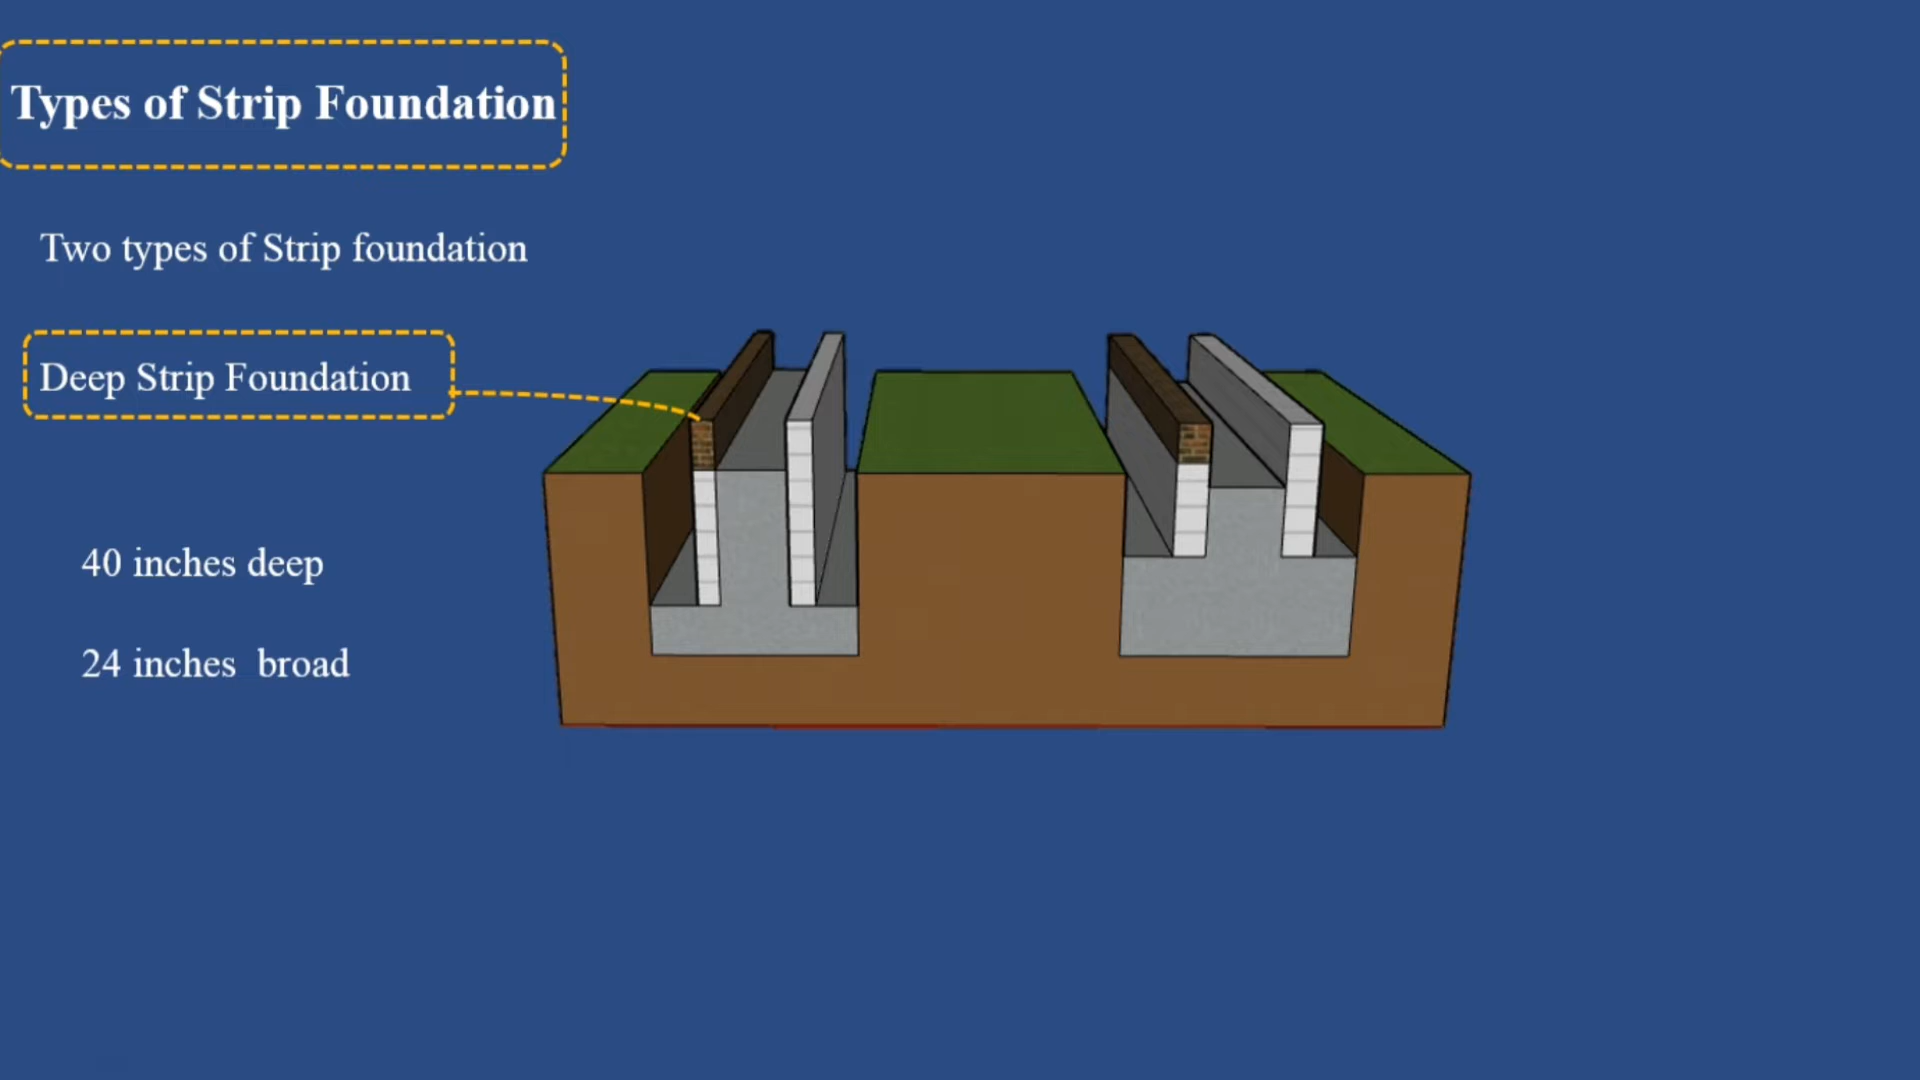 Types of Strip Foundation
Two types of Strip foundation
Deep Strip Foundation
40 inches deep
24 inches broad